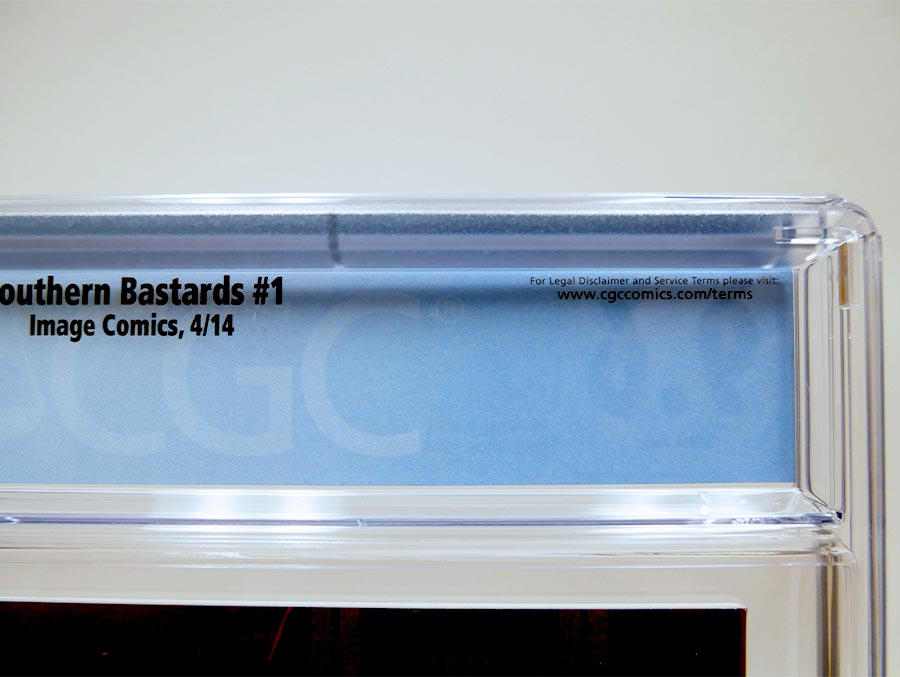 outhern Bastards #1
Image Comics, 4/14
For Legal Disclaimer and Service Terms please visit:
www.cgccomics.com/terms
CGC